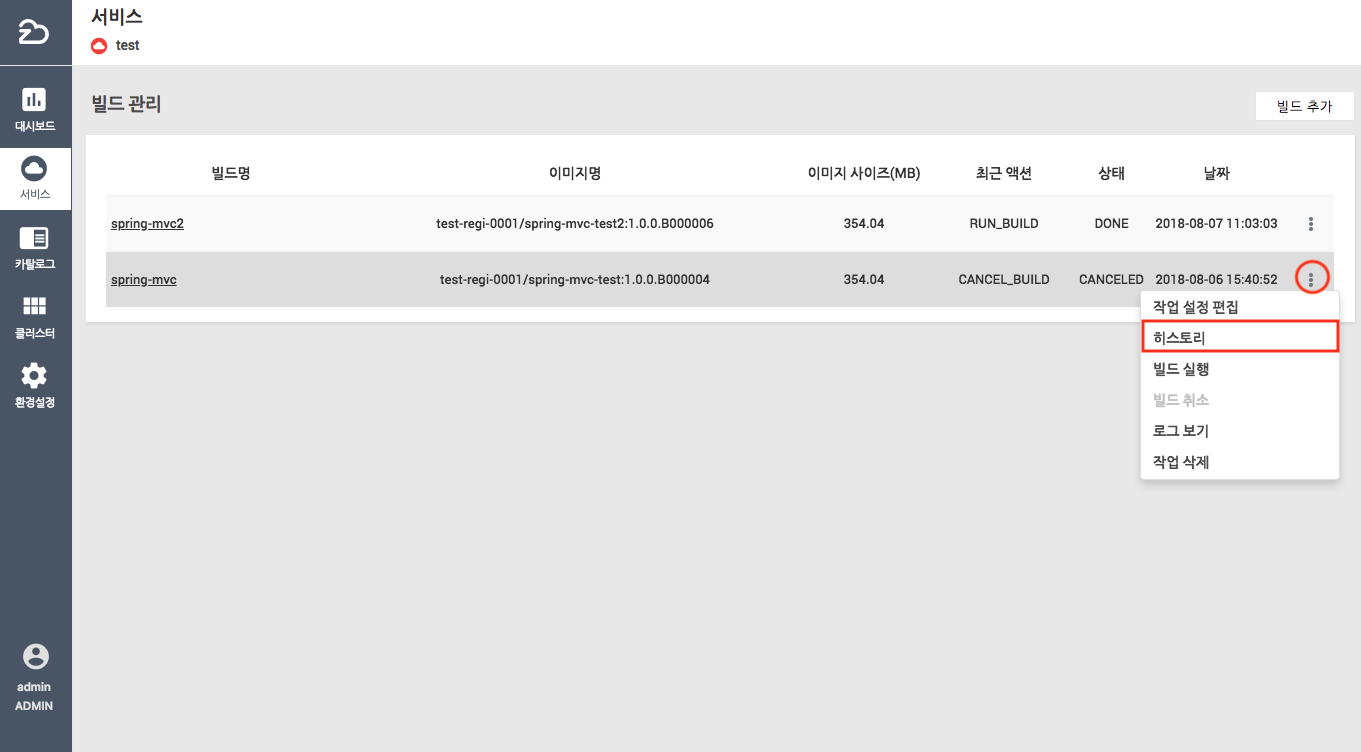 서비스
test
대시보드
서비스
카탈로그
클러스터
환경설정
admin
ADMIN
빌드 관리
빌드 추가
빌드명 이미지명 이미지 사이즈(MB) 최근 액션 상태 날짜
spring-mvc2 test-regi-0001/spring-mvc-test2:1.0.0.B000006 354.04 RUN_BUILD DONE 2018-08-07 11:03:03
spring-mvc test-regi-0001/spring-mvc-test:1.0.0.B000004 354.04 CANCEL_BUILD CANCELED 2018-08-06 15:40:52
작업 설정 편집
히스토리
빌드 실행
빌드 취소
로그 보기
작업 삭제